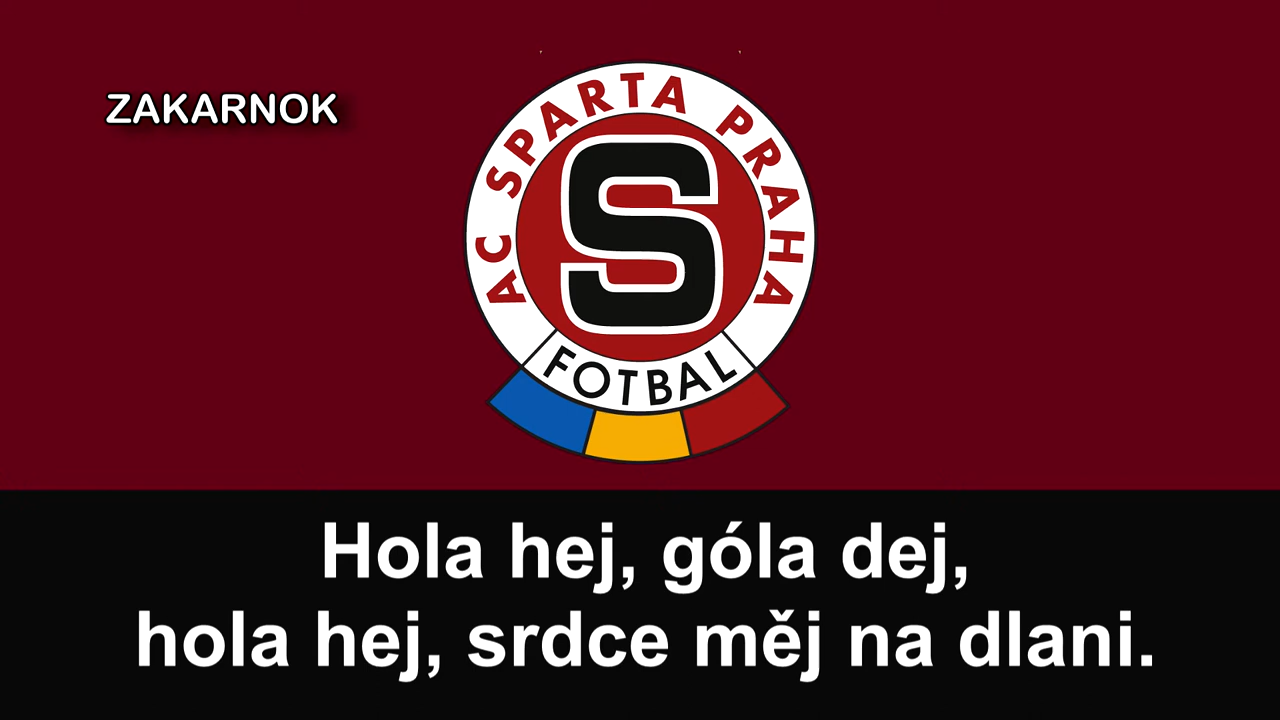 ZAKARNOK
AC SPARTA PRAHA
S
FOTBAL
Hola hej, góla dej,
hola hej, srdce měj na dlani.